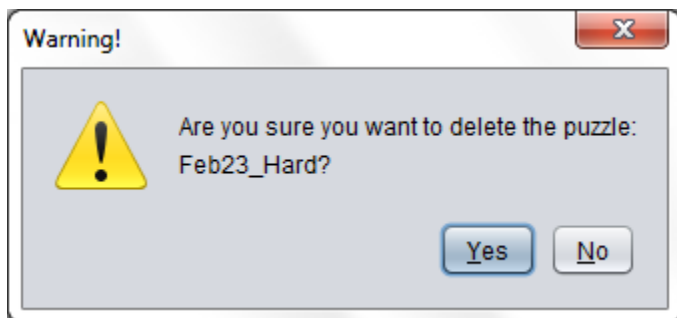 Warning!
Are you sure you want to delete the puzzle:
Feb23_Hard?
Yes No